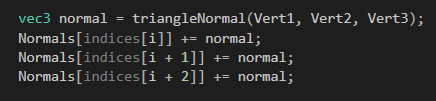 vec3 normal = triangleNormal(Vert1, Vert2, Vert3);
Normals[indices[i]] += normal;
Normals[indices[i + 1]] += normal;
Normals[indices[i + 2]] += normal;